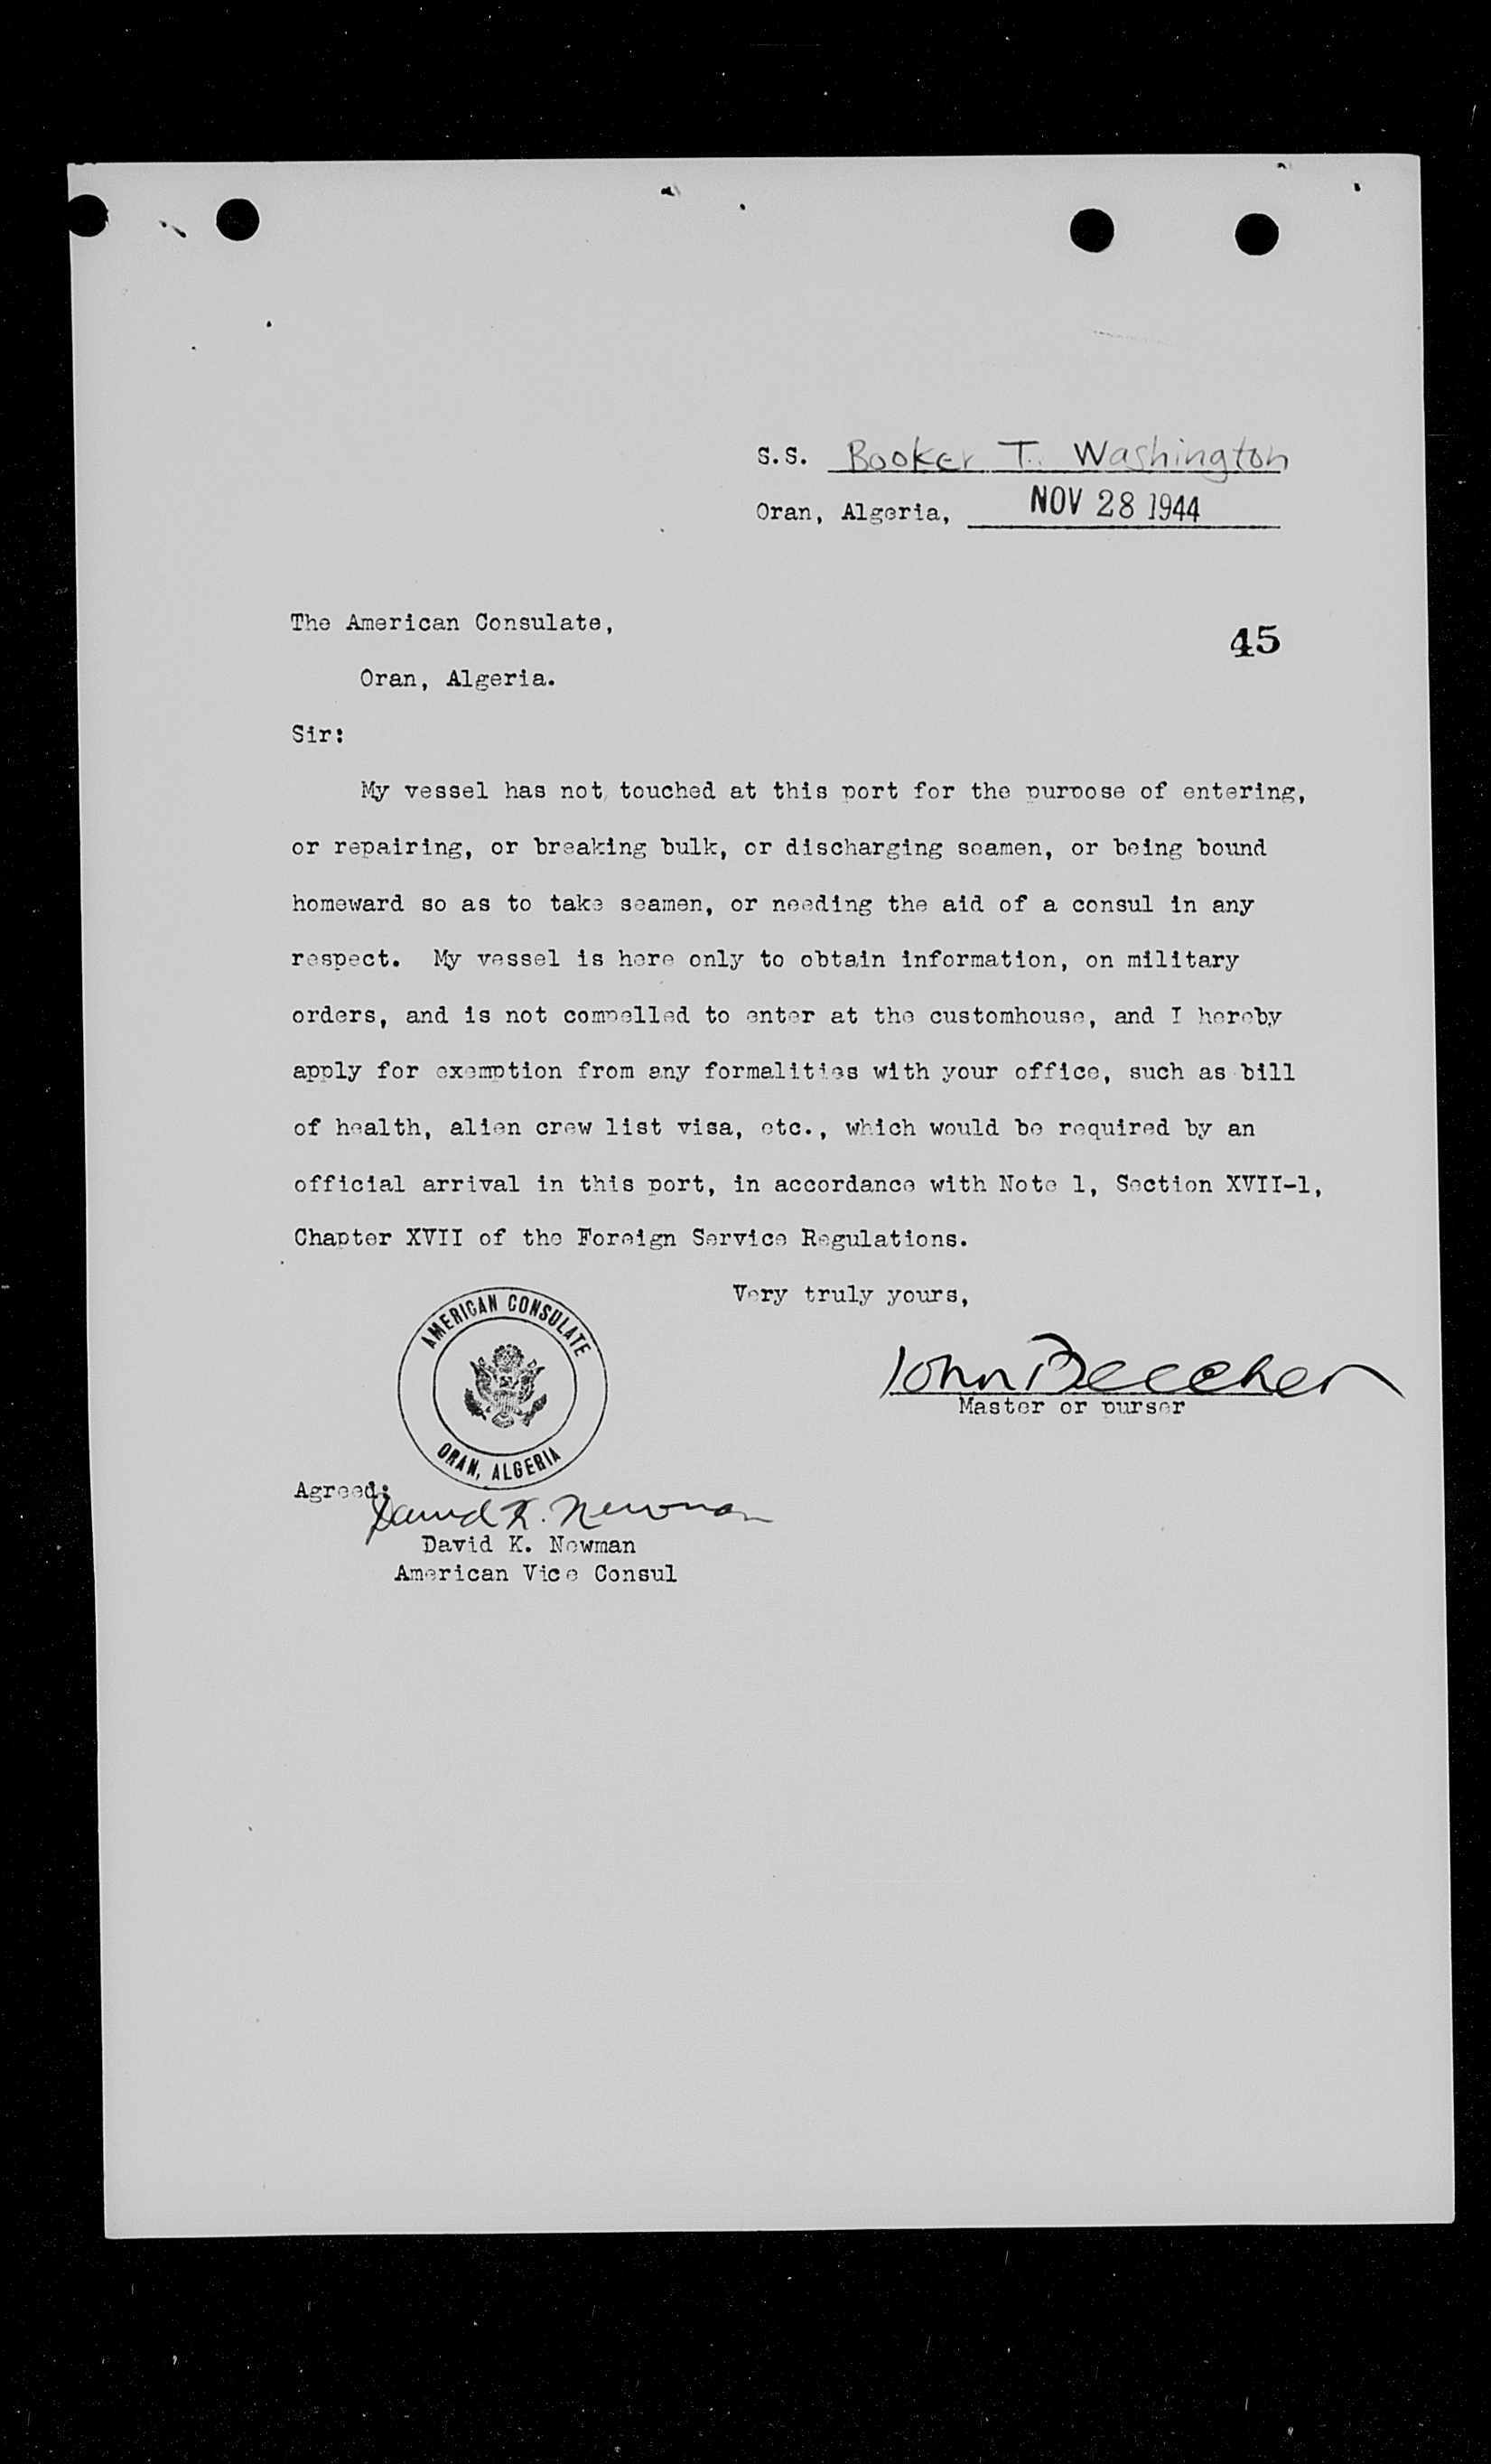 S.S. Booker T. Washington
Oran, Algeria, NOV 28 1944
The American Consulate,
45
Oran, Algeria.
Sir:
My vessel has not touched at this port for the purpose of entering,
or repairing, or breaking bulk, or discharging seamen, or being bound
homeward so as to take seamen, or needing the aid of a consul in any
respect. My vessel is here only to obtain information, on military
orders, and is not compelled to enter at the customhouse, and I hereby
apply for exemption from any formalities with your office, such as bill
of health, alien crew list visa, etc., which would be required by an
official arrival in this port, in accordance with Note 1, Section XVII-1,
Chapter XVII of the Foreign Service Regulations.
Very truly yours,
AMERICAN CONSULATE
ORAN, ALGERIA
John Beecher
Master or purser
Agreed:
David K. Newman
David K. Newman
American Vice Consul